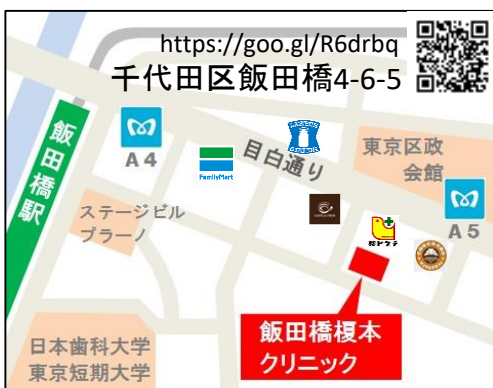 https://goo.gl/R6drbq
千代田区飯田橋4-6-5
飯田橋駅
A4
FamilyMart
LAWSON
STATION
目白通り
東京区政
会館
A5
ステージビル
プラーノ
飯田橋榎本
クリニック
日本歯科大学
東京短期大学